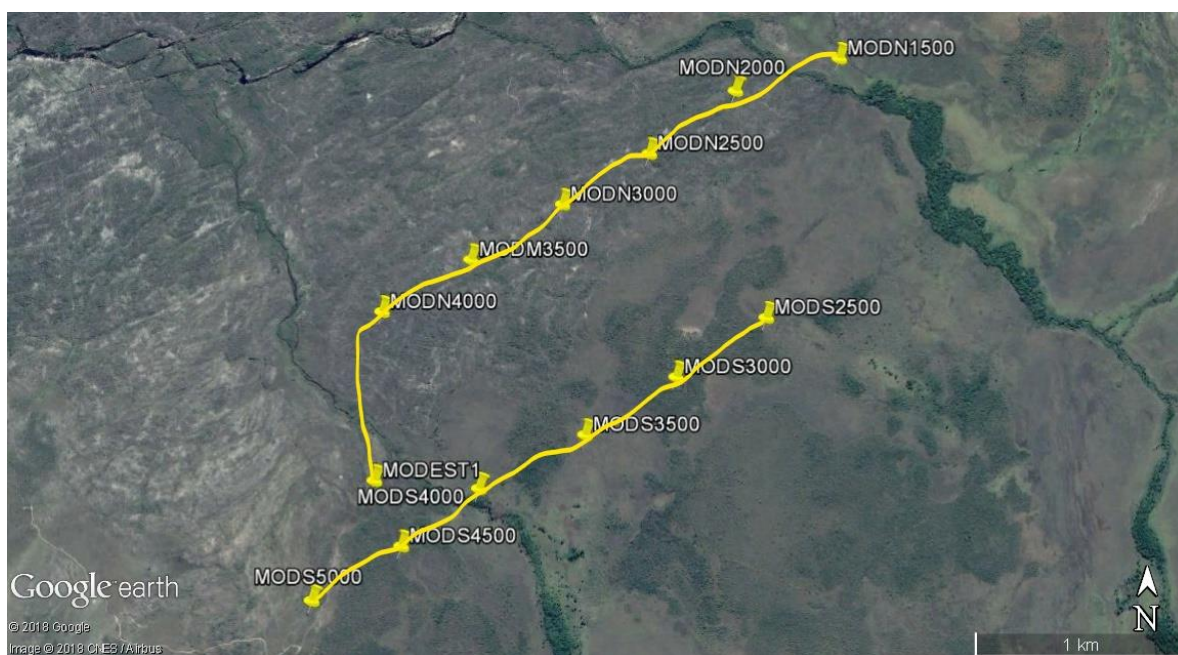 MODN1500
MODN2000
MODN2500
MODN3000
MODM3500
MODN4000
MODS2500
MODS3000
MODS3500
MODEST1
MODS4000
MODS4500
MODS5000
Google earth
© 2018 Google
Image © 2018 CNES / Airbus
N
1 km